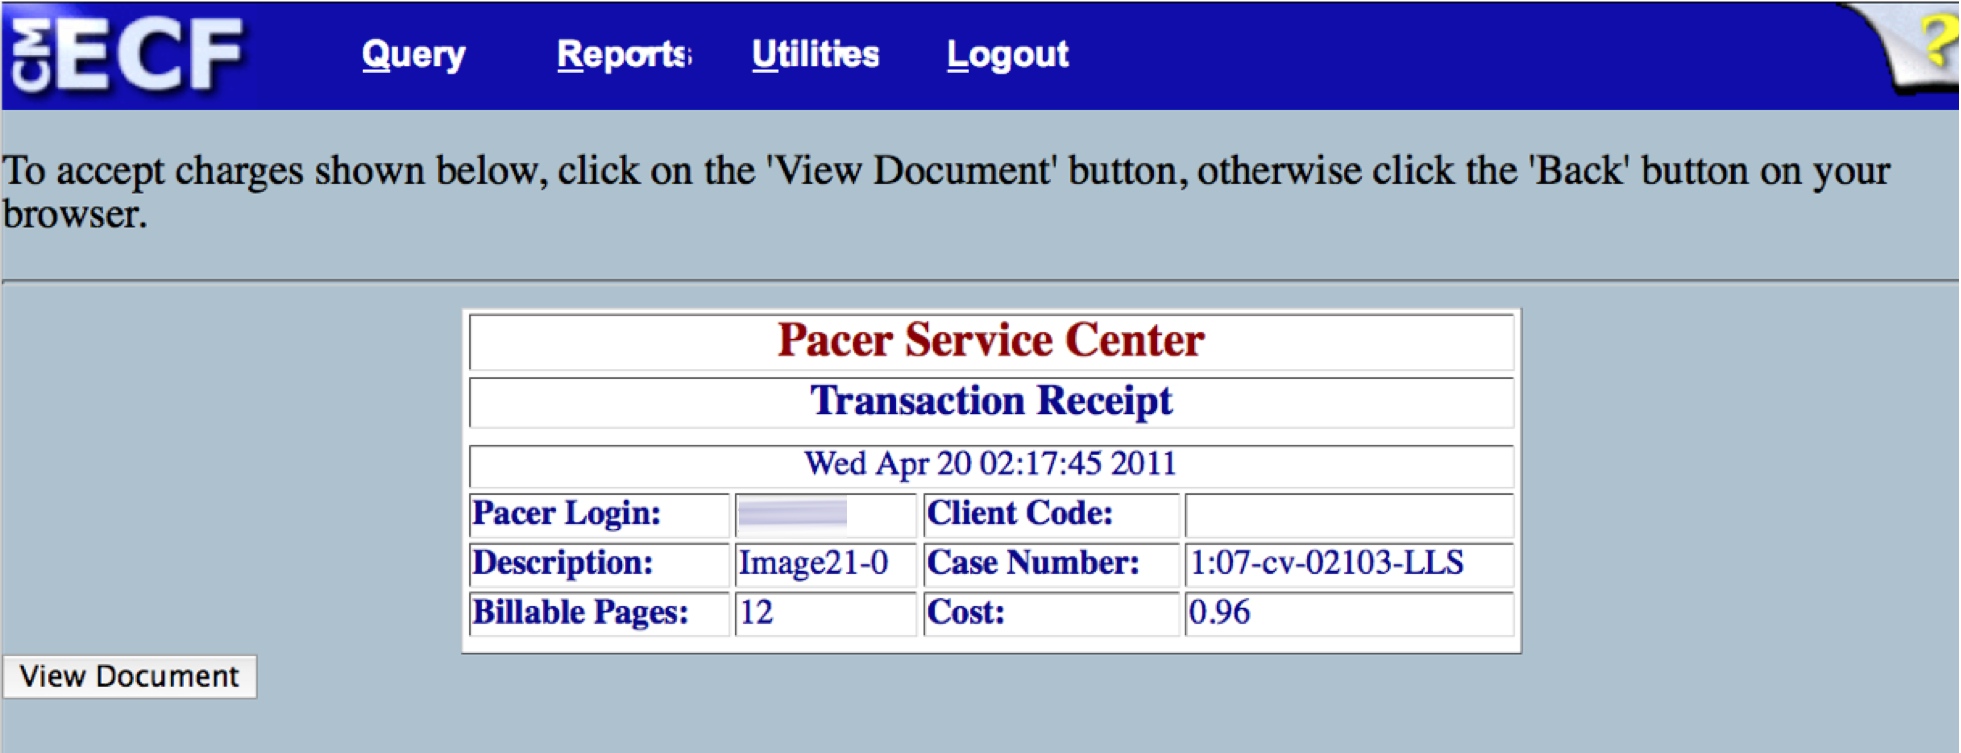 CM ECF Query Reports Utilities Logout ?
To accept charges shown below, click on the 'View Document' button, otherwise click the 'Back' button on your
browser.
Pacer Service Center
Transaction Receipt
Wed Apr 20 02:17:45 2011
Pacer Login: Client Code:
Description: Image21-0 Case Number: 1:07-cv-02103-LLS
Billable Pages: 12 Cost: 0.96
View Document